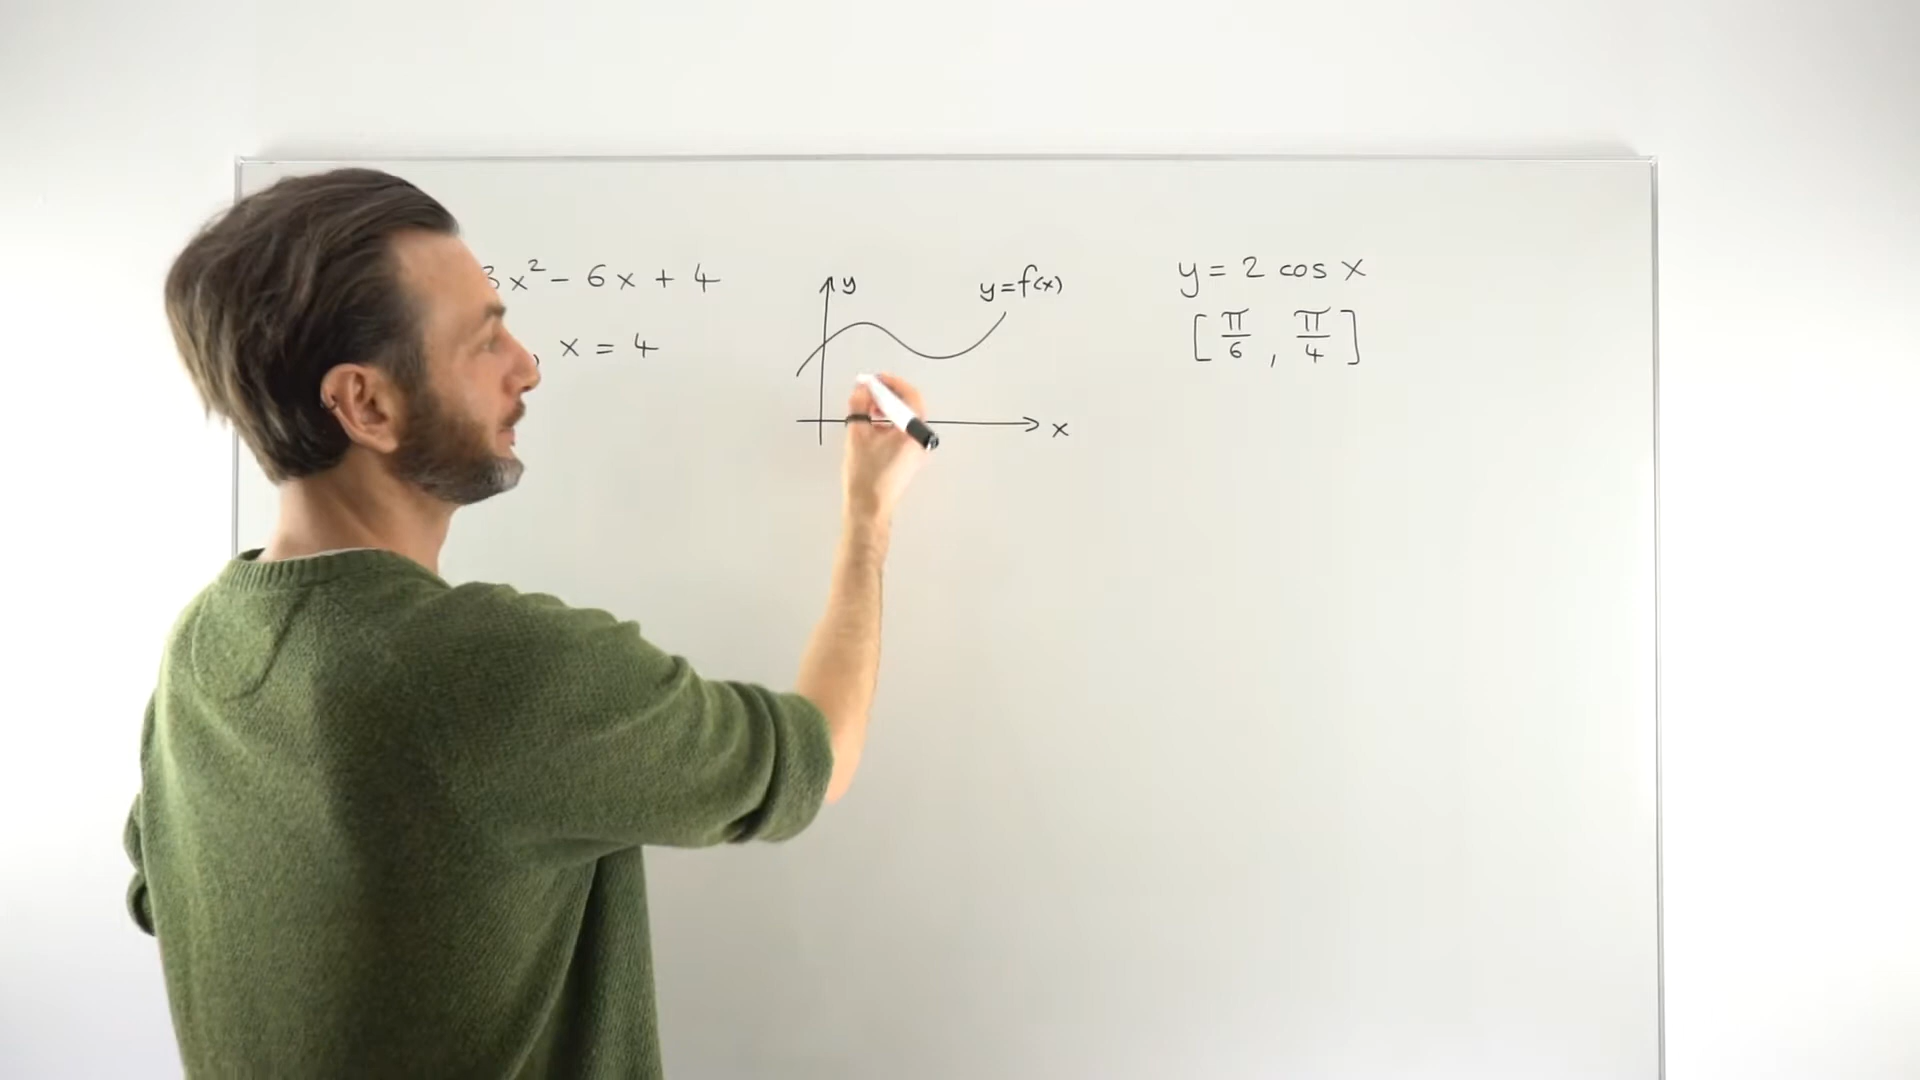 3x² - 6x + 4
, x = 4
y
y = f(x)
x
y = 2 cos x
[π/6, π/4]